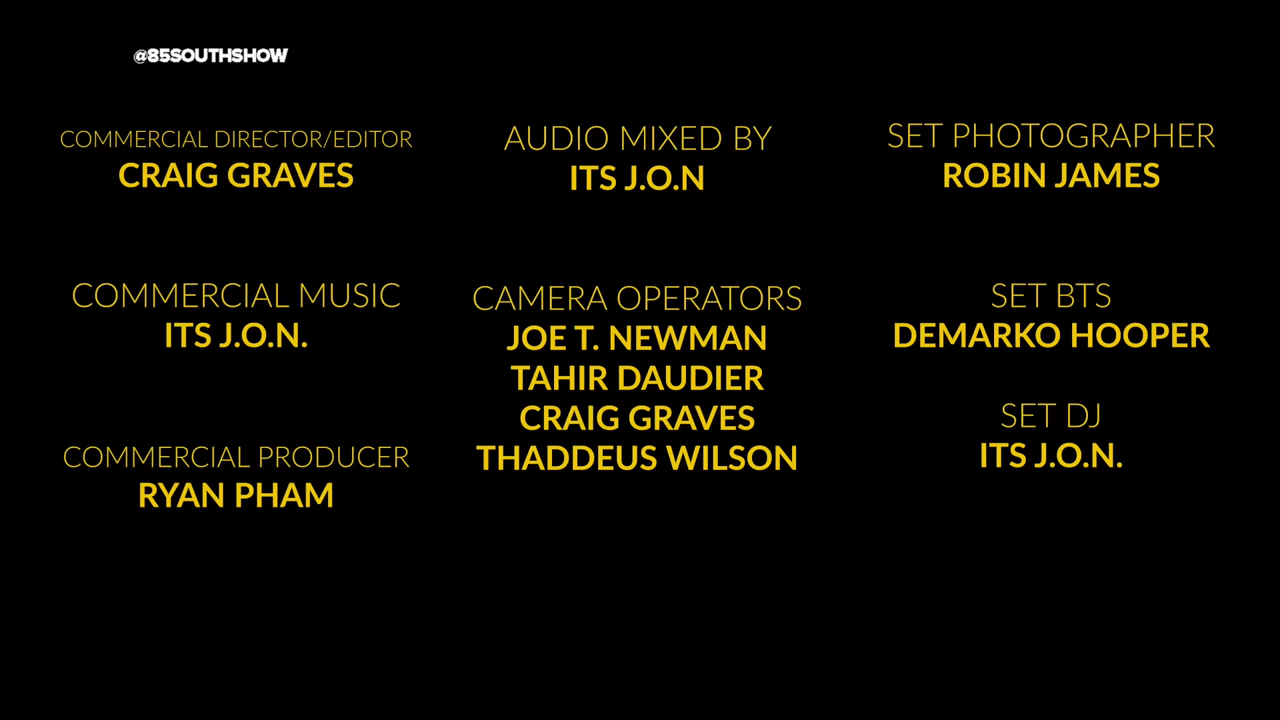 @85SOUTHSHOW
COMMERCIAL DIRECTOR/EDITOR
CRAIG GRAVES
COMMERCIAL MUSIC
ITS J.O.N.
COMMERCIAL PRODUCER
RYAN PHAM
AUDIO MIXED BY
ITS J.O.N
CAMERA OPERATORS
JOE T. NEWMAN
TAHIR DAUDIER
CRAIG GRAVES
THADDEUS WILSON
SET PHOTOGRAPHER
ROBIN JAMES
SET BTS
DEMARKO HOOPER
SET DJ
ITS J.O.N.